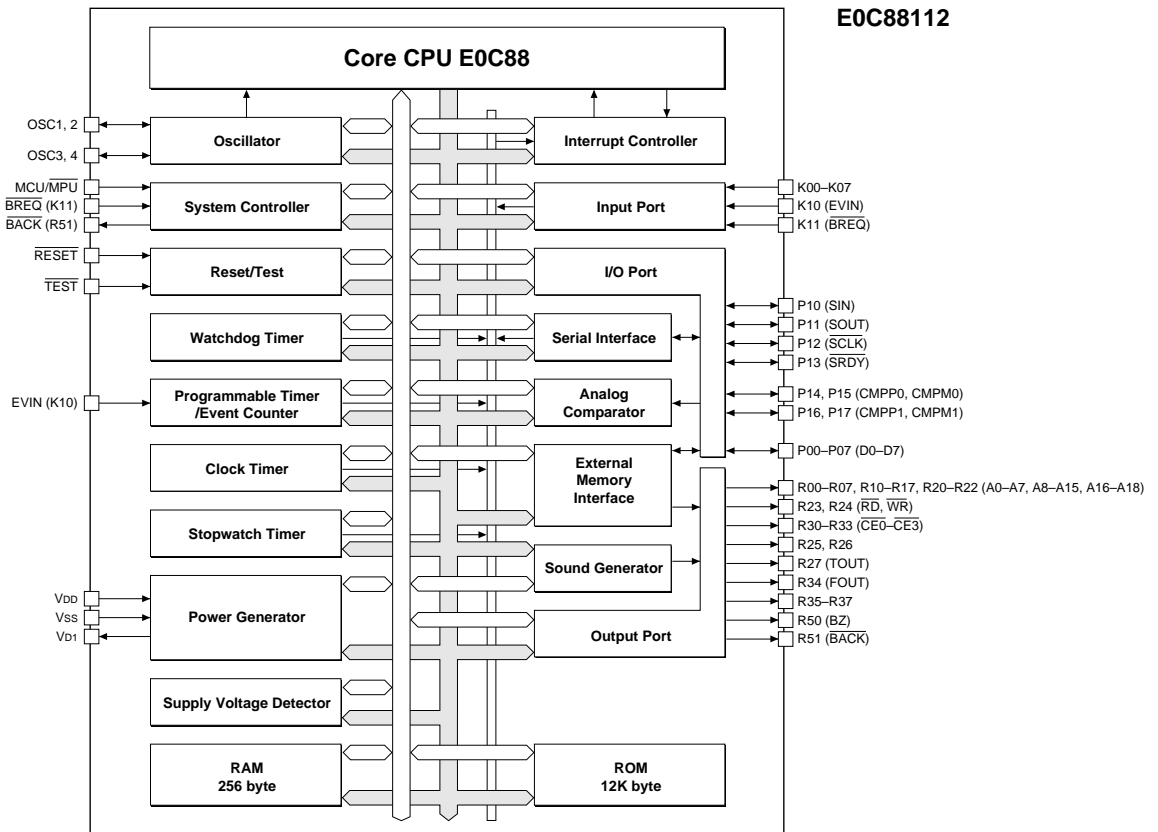 E0C88112
Core CPU E0C88
OSC1, 2
OSC3, 4
Oscillator
Interrupt Controller
MCU/MPU
BREQ (K11)
BACK (R51)
System Controller
Input Port
K00–K07
K10 (EVIN)
K11 (BREQ)
RESET
TEST
Reset/Test
I/O Port
P10 (SIN)
P11 (SOUT)
P12 (SCLK)
P13 (SRDY)
Watchdog Timer
Serial Interface
EVIN (K10)
Programmable Timer
/Event Counter
Analog
Comparator
P14, P15 (CMPP0, CMPM0)
P16, P17 (CMPP1, CMPM1)
P00–P07 (D0–D7)
Clock Timer
External
Memory
Interface
R00–R07, R10–R17, R20–R22 (A0–A7, A8–A15, A16–A18)
R23, R24 (RD, WR)
R30–R33 (CE0–CE3)
R25, R26
R27 (TOUT)
R34 (FOUT)
R35–R37
R50 (BZ)
R51 (BACK)
Stopwatch Timer
Sound Generator
VDD
VSS
VD1
Power Generator
Output Port
Supply Voltage Detector
RAM
256 byte
ROM
12K byte